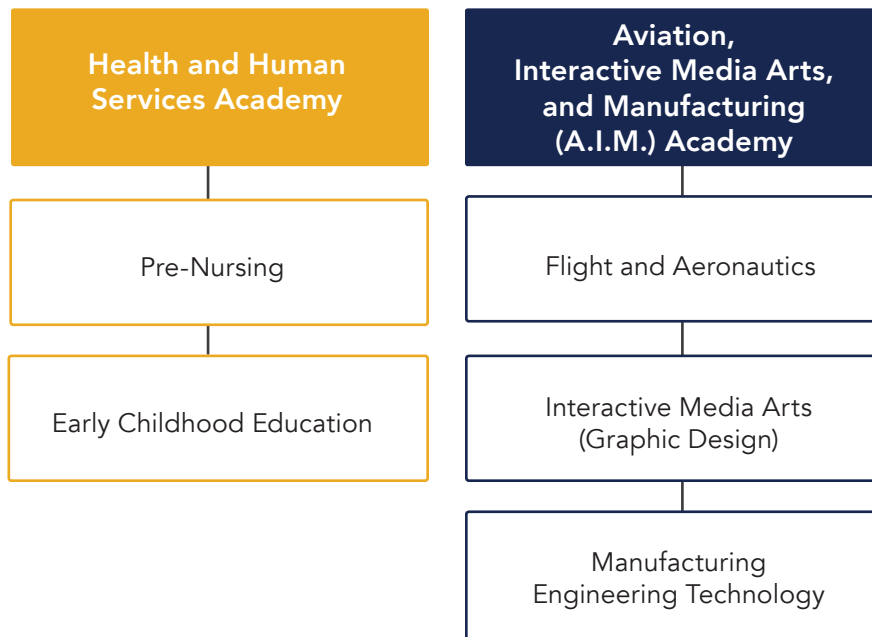 Health and Human
Services Academy
Pre-Nursing
Early Childhood Education
Aviation,
Interactive Media Arts,
and Manufacturing
(A.I.M.) Academy
Flight and Aeronautics
Interactive Media Arts
(Graphic Design)
Manufacturing
Engineering Technology